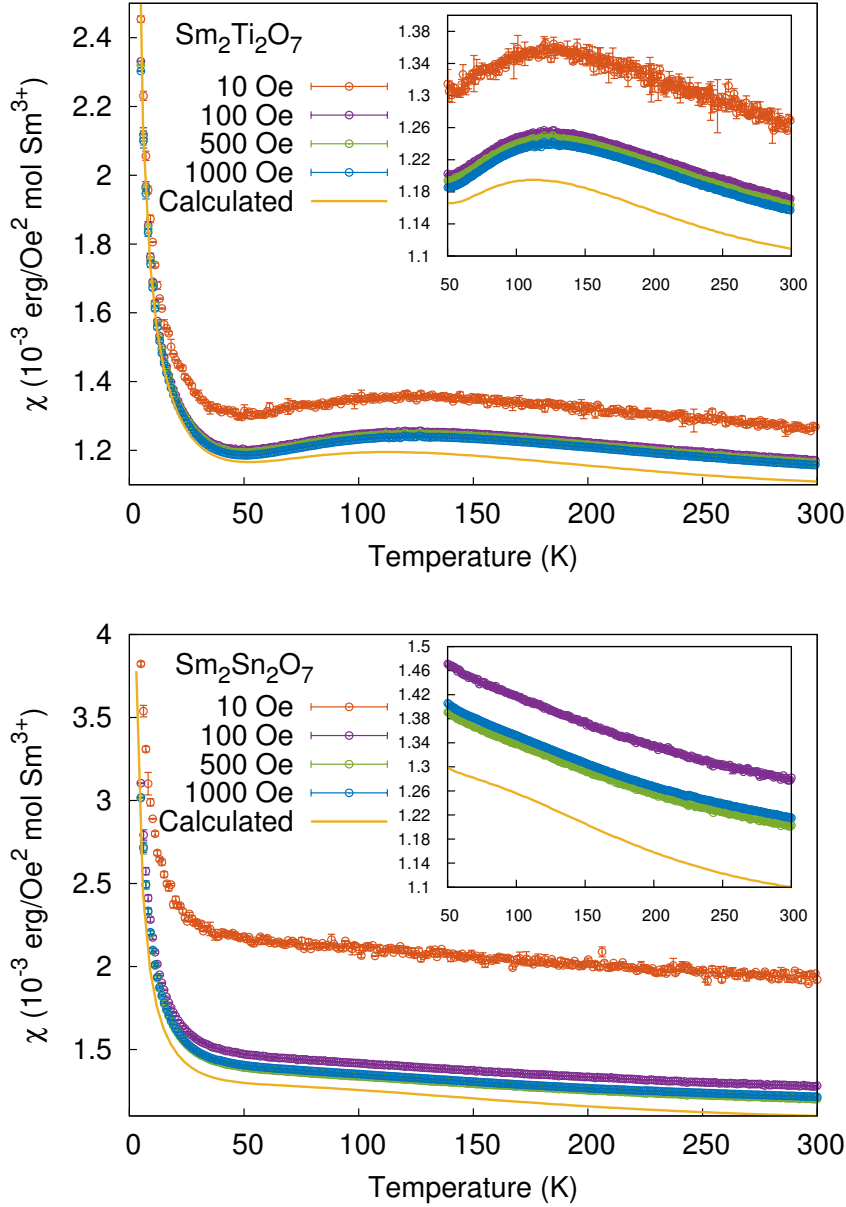 Sm₂Ti₂O₇
10 Oe
100 Oe
500 Oe
1000 Oe
Calculated
χ (10⁻³ erg/Oe² mol Sm³⁺)
2.4
2.2
2
1.8
1.6
1.4
1.2
0 50 100 150 200 250 300
Temperature (K)
1.38
1.34
1.3
1.26
1.22
1.18
1.14
1.1
50 100 150 200 250 300
Sm₂Sn₂O₇
10 Oe
100 Oe
500 Oe
1000 Oe
Calculated
χ (10⁻³ erg/Oe² mol Sm³⁺)
4
3.5
3
2.5
2
1.5
0 50 100 150 200 250 300
Temperature (K)
1.5
1.46
1.42
1.38
1.34
1.3
1.26
1.22
1.18
1.14
1.1
50 100 150 200 250 300